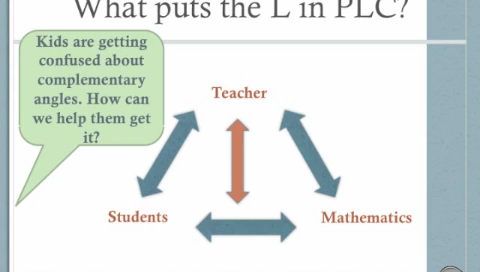 What puts the L in PLC?
Kids are getting
confused about
complementary
angles. How can
we help them get
it?
Teacher
Students
Mathematics